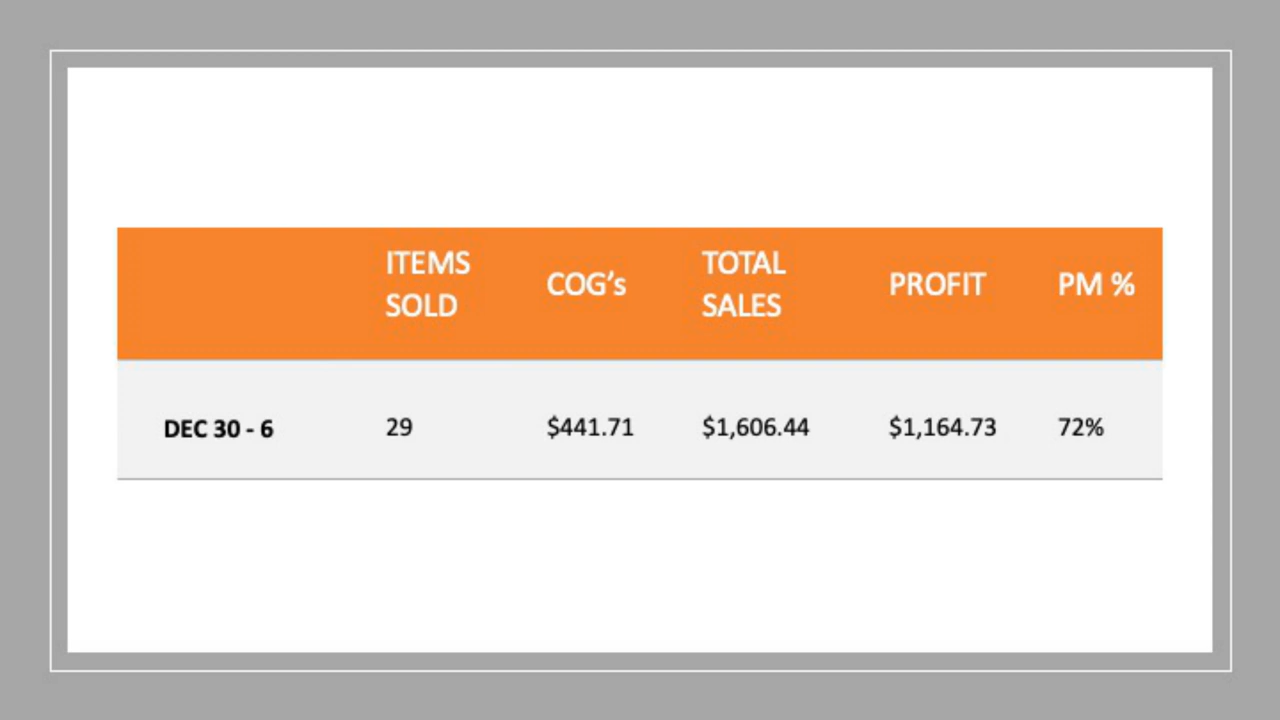 ITEMS
SOLD
COG’s
TOTAL
SALES
PROFIT
PM %
DEC 30 - 6
29
$441.71
$1,606.44
$1,164.73
72%